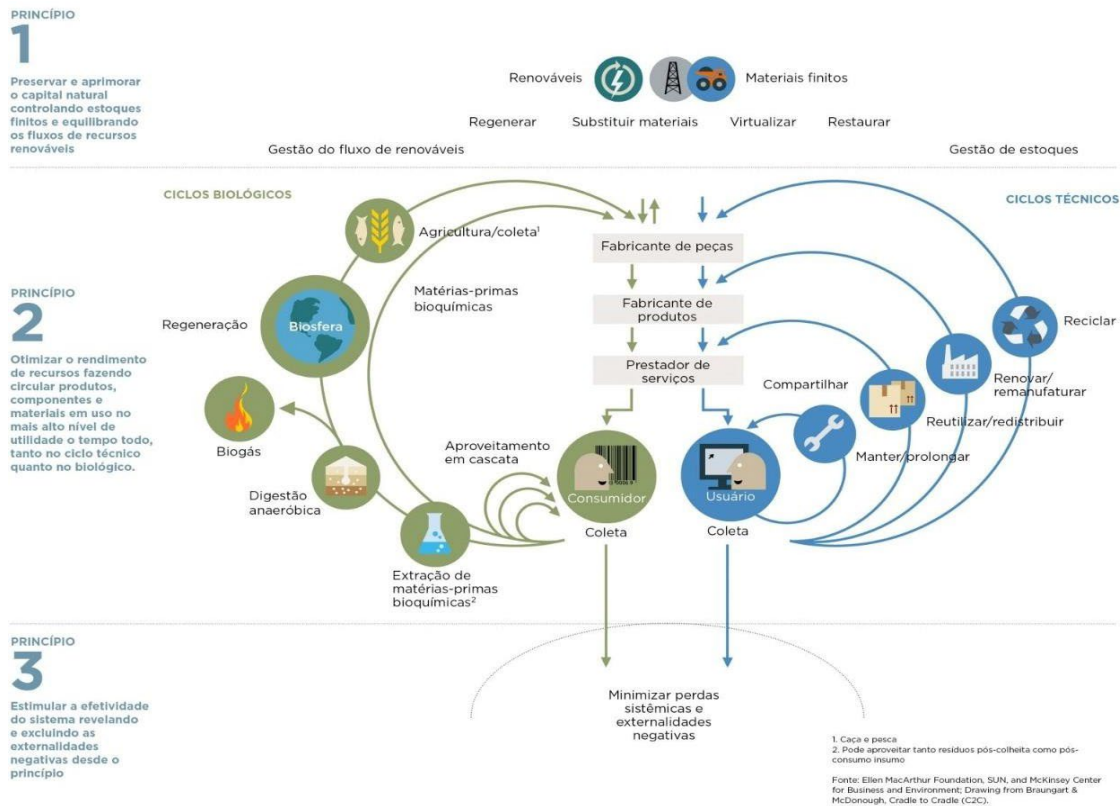 PRINCÍPIO
1
Preservar e aprimorar
o capital natural
controlando estoques
finitos e equilibrando
os fluxos de recursos
renováveis
Renováveis
Materiais finitos
Regenerar
Substituir materiais
Virtualizar
Restaurar
Gestão do fluxo de renováveis
Gestão de estoques
PRINCÍPIO
2
Otimizar o rendimento
de recursos fazendo
circular produtos,
componentes e
materiais em uso no
mais alto nível de
utilidade o tempo todo,
tanto no ciclo técnico
quanto no biológico.
CICLOS BIOLÓGICOS
CICLOS TÉCNICOS
Agricultura/coleta¹
Matérias-primas
bioquímicas
Regeneração
Biosfera
Biogás
Digestão
anaeróbica
Extração de
matérias-primas
bioquímicas²
Aproveitamento
em cascata
Fabricante de peças
Fabricante de
produtos
Prestador de
serviços
Consumidor
Coleta
Usuário
Coleta
Compartilhar
Manter/prolongar
Reutilizar/redistribuir
Renovar/
remanufaturar
Reciclar
PRINCÍPIO
3
Estimular a efetividade
do sistema revelando
e excluindo as
externalidades
negativas desde o
princípio
Minimizar perdas
sistêmicas e
externalidades
negativas
1. Caça e pesca
2. Pode aproveitar tanto resíduos pós-colheita como pós-
consumo insumo
Fonte: Ellen MacArthur Foundation, SUN, and McKinsey Center
for Business and Environment; Drawing from Braungart &
McDonough, Cradle to Cradle (C2C).